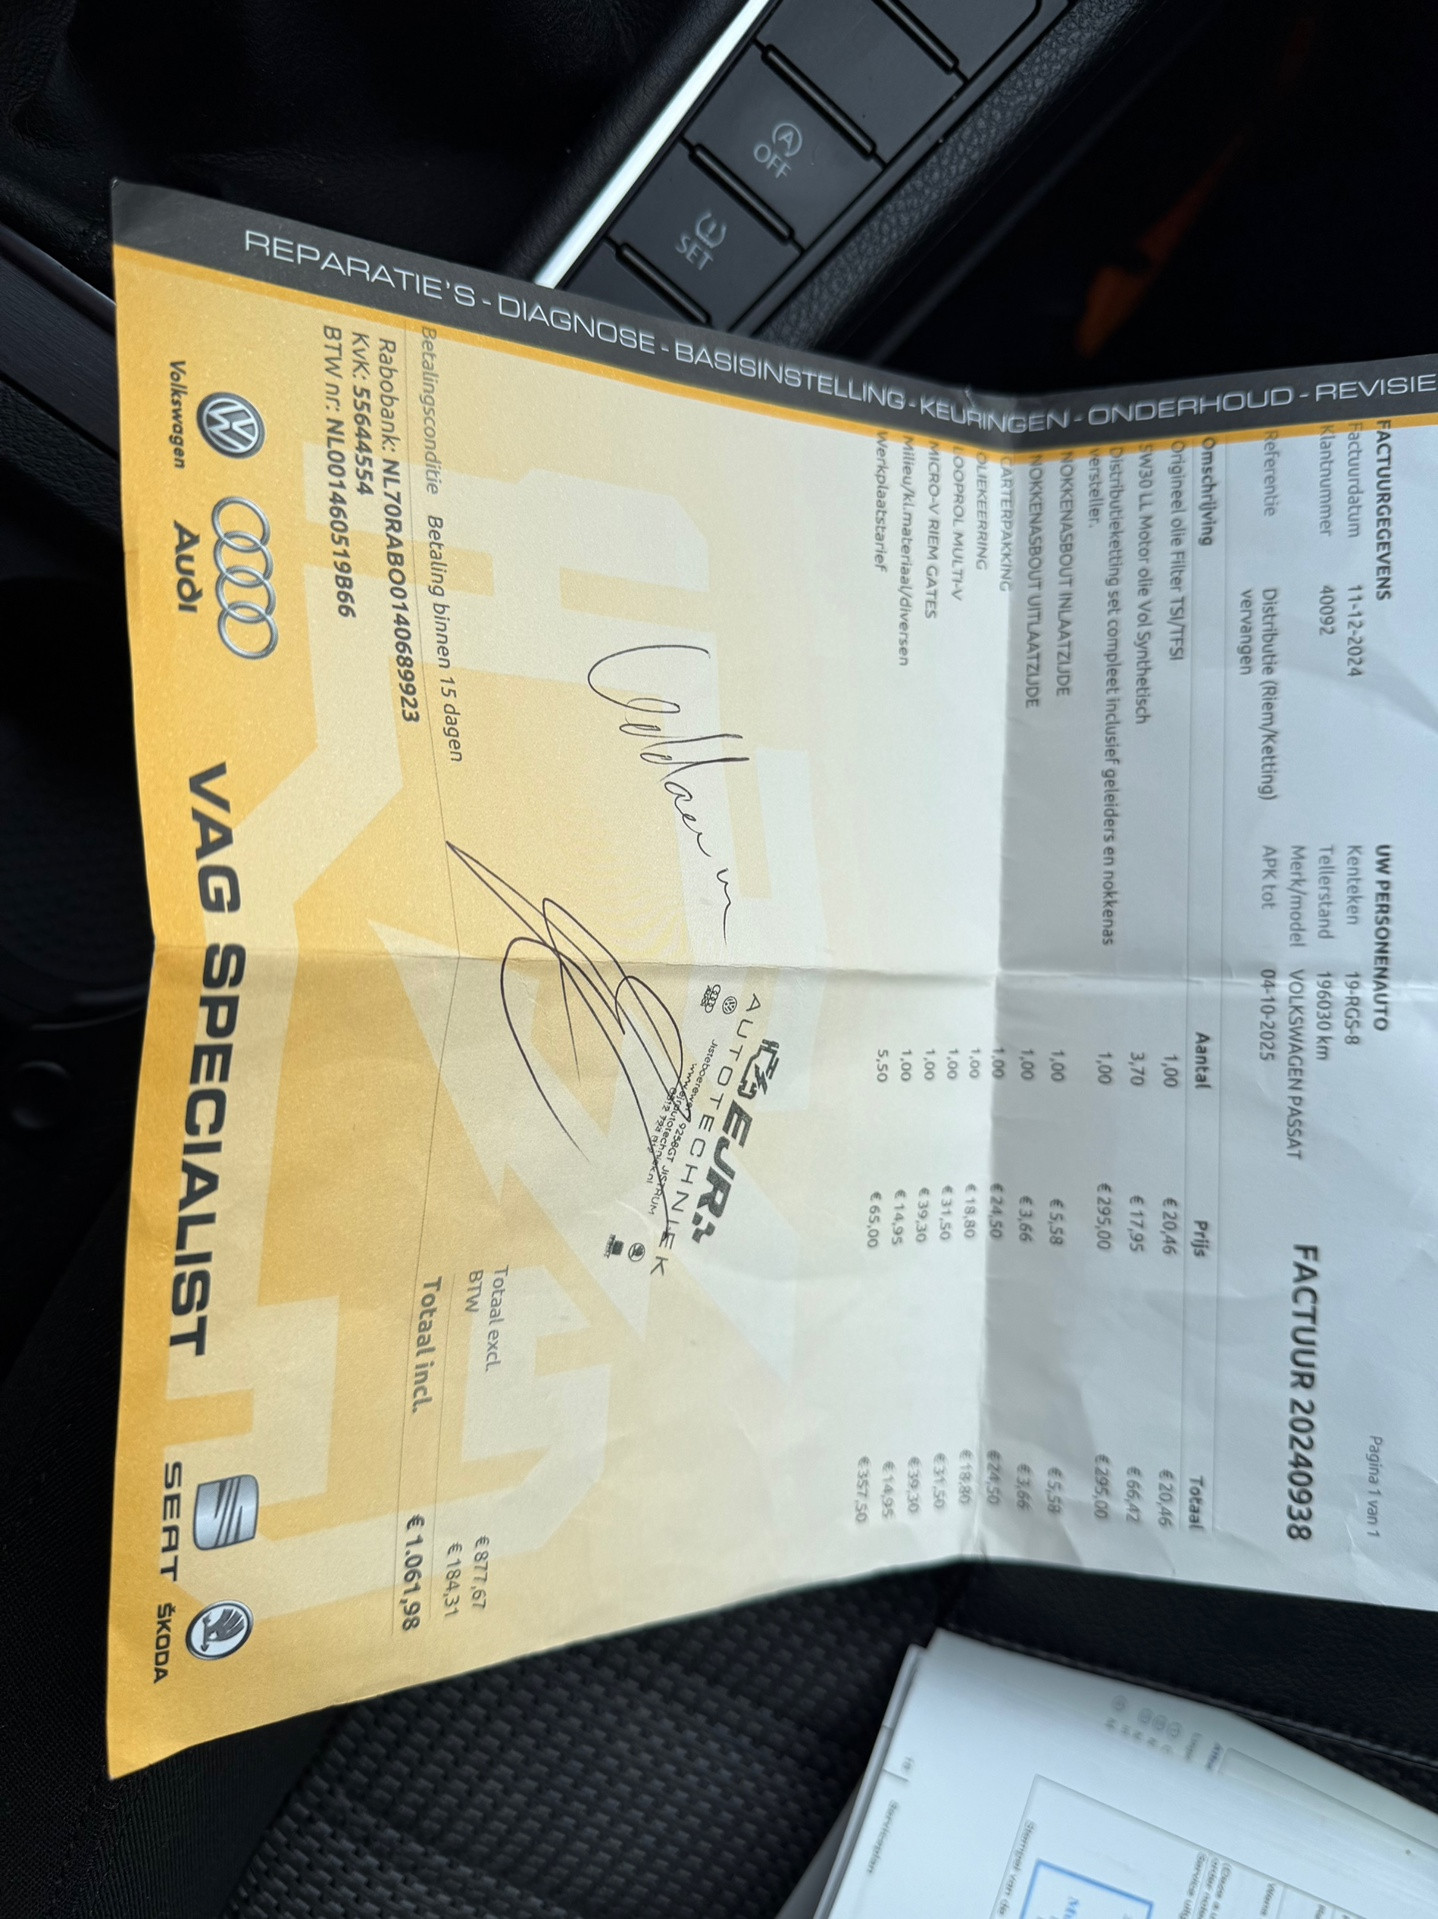 OFF
SET
REPARATIE'S - DIAGNOSE - BASISINSTELLING - KEURINGEN - ONDERHOUD - REVISIE
Pagina 1 van 1
FACTUURGEGEVENS
Factuurdatum 11-12-2024
Klantnummer 40092
Referentie Distributie (Riem/Ketting)
vervangen
UW PERSONENAUTO
Kenteken 19-RGS-8
Tellerstand 196030 km
Merk/model VOLKSWAGEN PASSAT
APK tot 04-10-2025
FACTUUR 20240938
Omschrijving Aantal Prijs Totaal
Origineel olie Filter TSI/TFSI 1,00 € 20,46 € 20,46
5W30 LL Motor olie Vol Synthetisch 3,70 € 17,95 € 66,42
Distributieketting set compleet inclusief geleiders en nokkenas 1,00 € 295,00 € 295,00
versteller.
NOKKENASBOUT INLAATZIJDE 1,00 € 5,58 € 5,58
NOKKENASBOUT UITLAATZIJDE 1,00 € 3,66 € 3,66
CARTERPAKKING 1,00 € 24,50 € 24,50
OLIEKEERRING 1,00 € 18,80 € 18,80
LOOPROL MULTI-V 1,00 € 31,50 € 31,50
MICRO-V RIEM GATES 1,00 € 39,30 € 39,30
Milieu/kl.materiaal/diversen 1,00 € 14,95 € 14,95
Werkplaatstarief 5,50 € 65,00 € 357,50
Voldaen
AUTOTECHNIEK
9258GT JISTRUM
Totaal excl. € 877,67
BTW € 184,31
Totaal incl. € 1.061,98
Betalingsconditie Betaling binnen 15 dagen
Rabobank: NL70RABO0140689923
KvK: 55644554
BTW nr: NL001460519B66
Volkswagen
Audi
VAG SPECIALIST
SEAT
ŠKODA
Serviceplan
Stempel van de